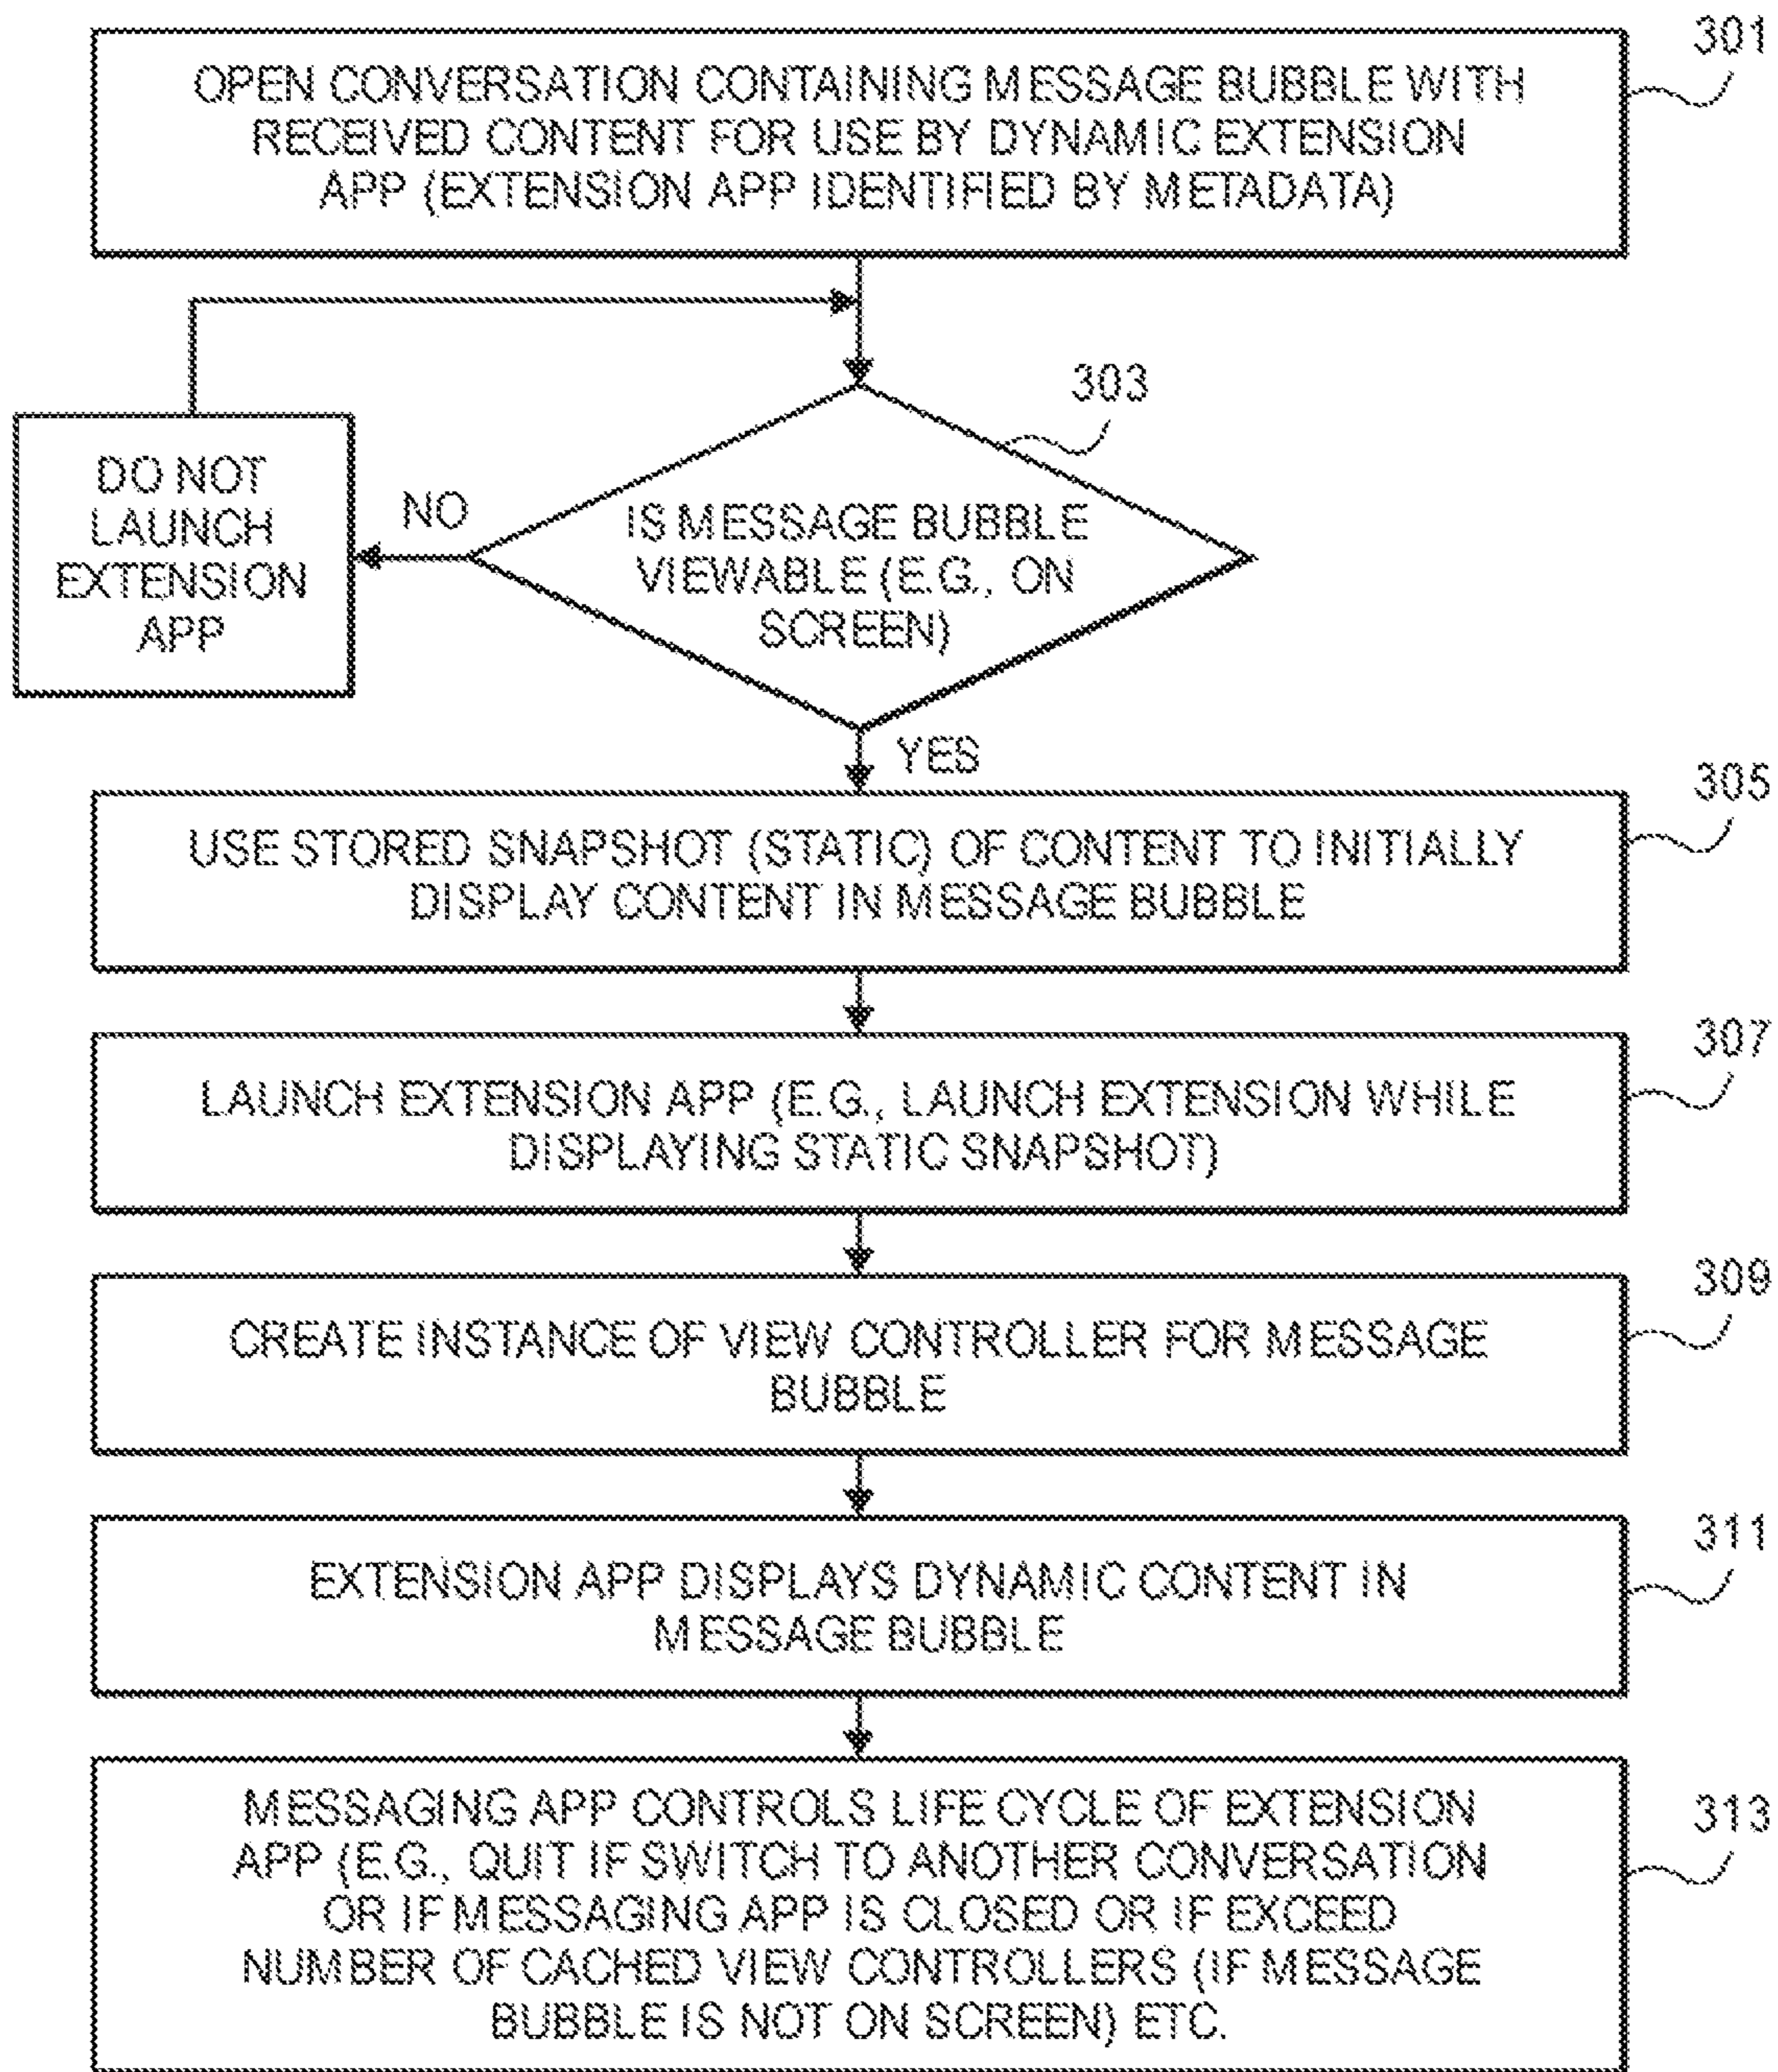 301
OPEN CONVERSATION CONTAINING MESSAGE BUBBLE WITH
RECEIVED CONTENT FOR USE BY DYNAMIC EXTENSION
APP (EXTENSION APP IDENTIFIED BY METADATA)
303
DO NOT
LAUNCH
EXTENSION
APP
NO
IS MESSAGE BUBBLE
VIEWABLE (E.G., ON
SCREEN)
YES
305
USE STORED SNAPSHOT (STATIC) OF CONTENT TO INITIALLY
DISPLAY CONTENT IN MESSAGE BUBBLE
307
LAUNCH EXTENSION APP (E.G., LAUNCH EXTENSION WHILE
DISPLAYING STATIC SNAPSHOT)
309
CREATE INSTANCE OF VIEW CONTROLLER FOR MESSAGE
BUBBLE
311
EXTENSION APP DISPLAYS DYNAMIC CONTENT IN
MESSAGE BUBBLE
313
MESSAGING APP CONTROLS LIFE CYCLE OF EXTENSION
APP (E.G., QUIT IF SWITCH TO ANOTHER CONVERSATION
OR IF MESSAGING APP IS CLOSED OR IF EXCEED
NUMBER OF CACHED VIEW CONTROLLERS (IF MESSAGE
BUBBLE IS NOT ON SCREEN) ETC.